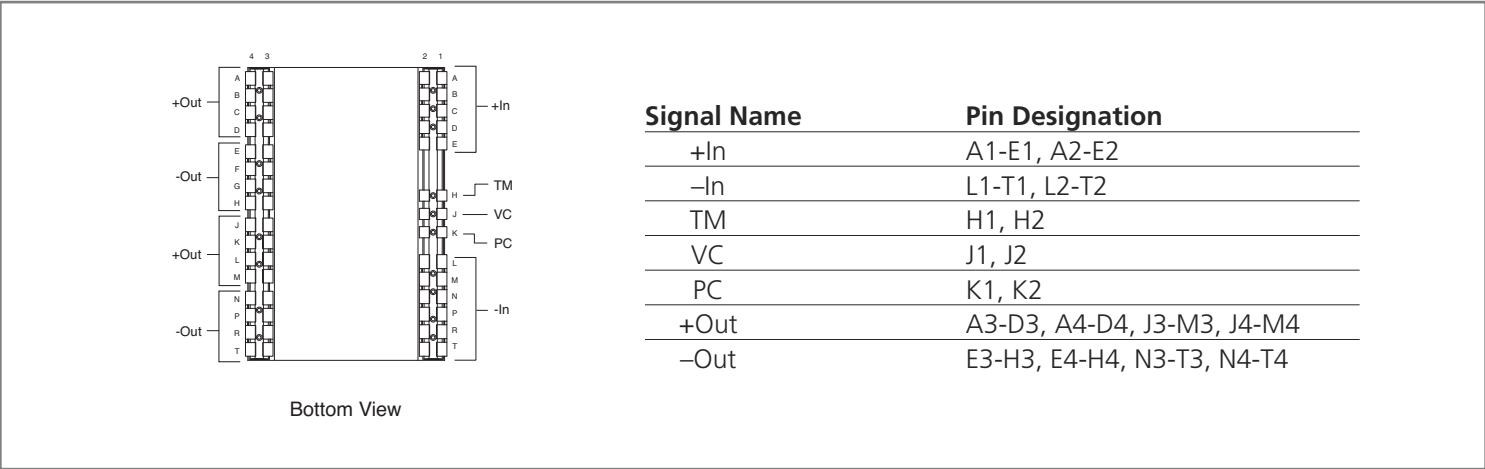 4 3
2 1
A
B
C
D
E
F
G
H
J
K
L
M
N
P
R
T
+Out
-Out
+Out
-Out
A
B
C
D
E
H
J
K
L
M
N
P
R
T
+In
TM
VC
PC
-In
Bottom View
Signal Name Pin Designation
+In A1-E1, A2-E2
–In L1-T1, L2-T2
TM H1, H2
VC J1, J2
PC K1, K2
+Out A3-D3, A4-D4, J3-M3, J4-M4
–Out E3-H3, E4-H4, N3-T3, N4-T4